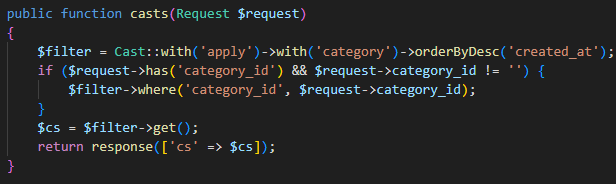 public function casts(Request $request)
{
    $filter = Cast::with('apply')->with('category')->orderByDesc('created_at');
    if ($request->has('category_id') && $request->category_id != '') {
        $filter->where('category_id', $request->category_id);
    }
    $cs = $filter->get();
    return response(['cs' => $cs]);
}